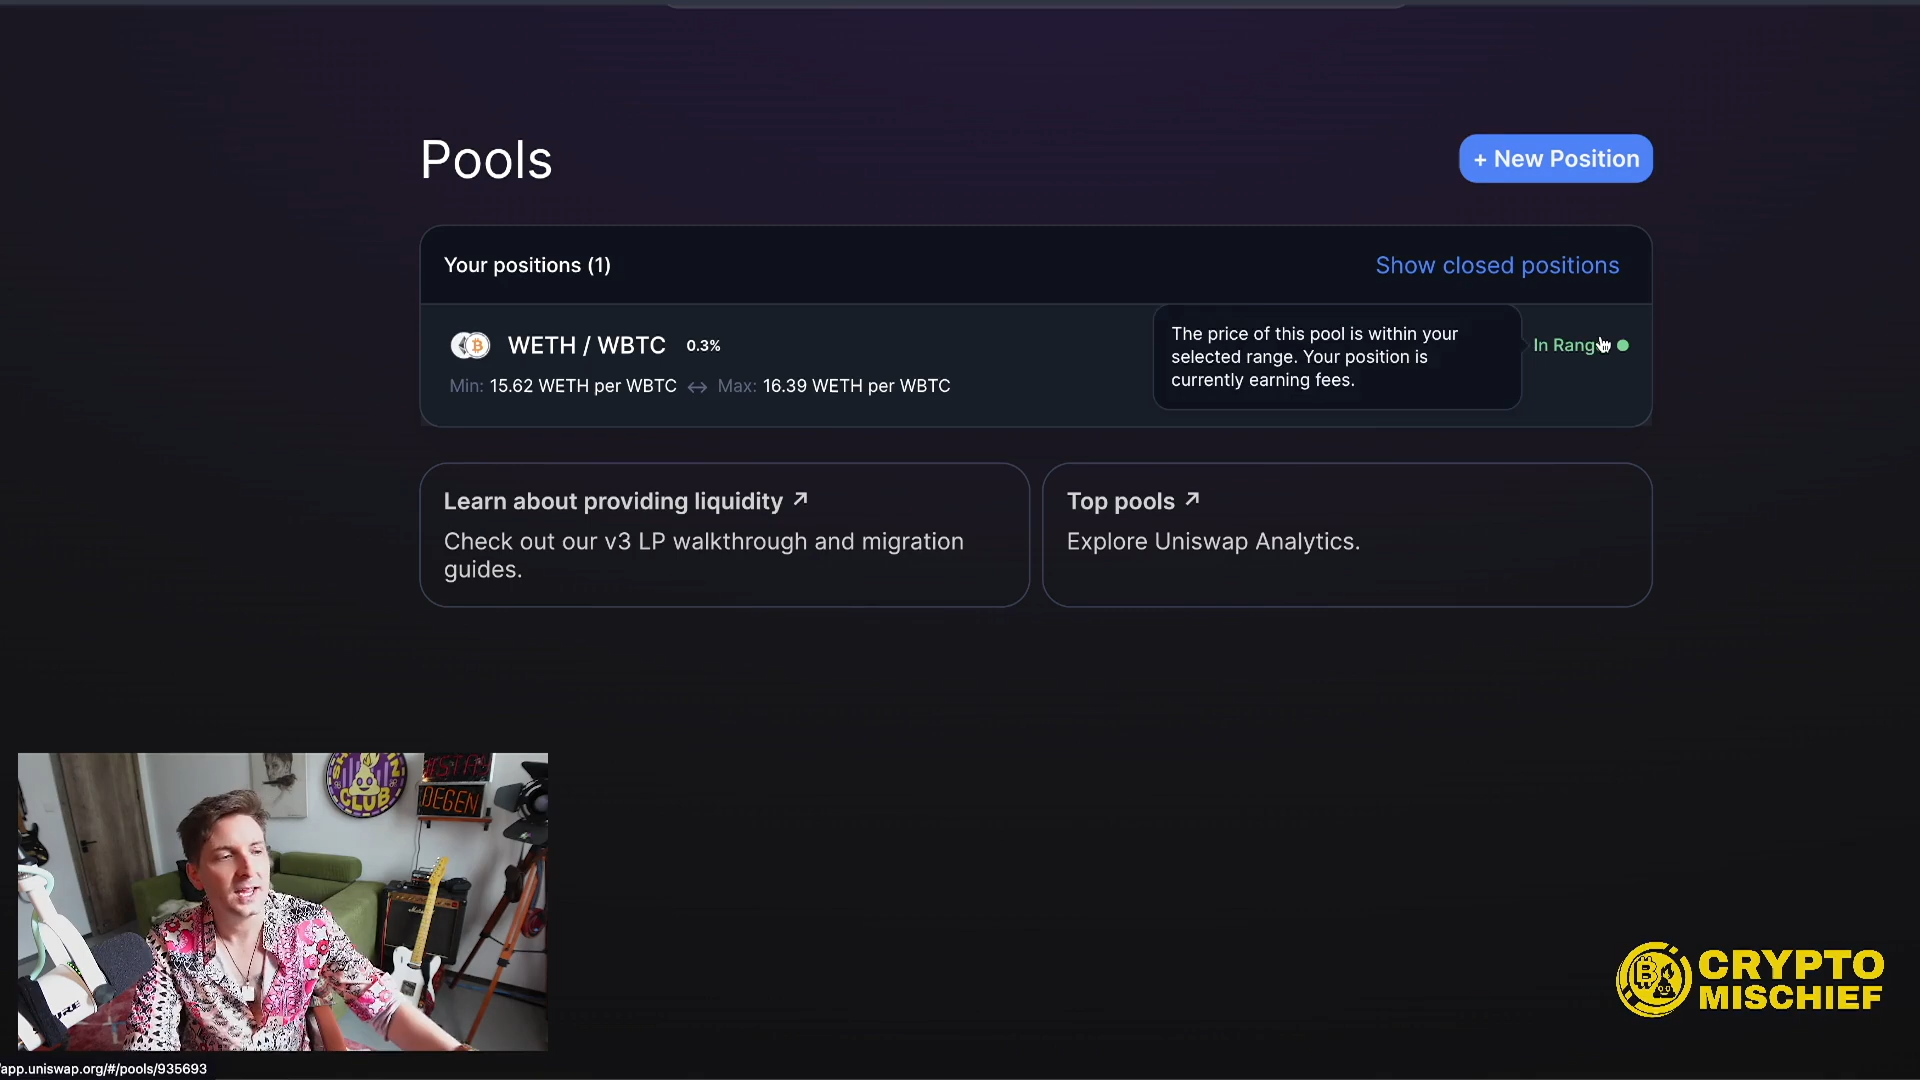 Pools
+ New Position
Your positions (1)
Show closed positions
WETH / WBTC 0.3%
The price of this pool is within your
selected range. Your position is
currently earning fees.
In Rang
Min: 15.62 WETH per WBTC ↔ Max: 16.39 WETH per WBTC
Learn about providing liquidity ↗
Check out our v3 LP walkthrough and migration
guides.
Top pools ↗
Explore Uniswap Analytics.
CLUB
DEGEN
Marshall
CRYPTO
MISCHIEF
app.uniswap.org/#/pools/935693